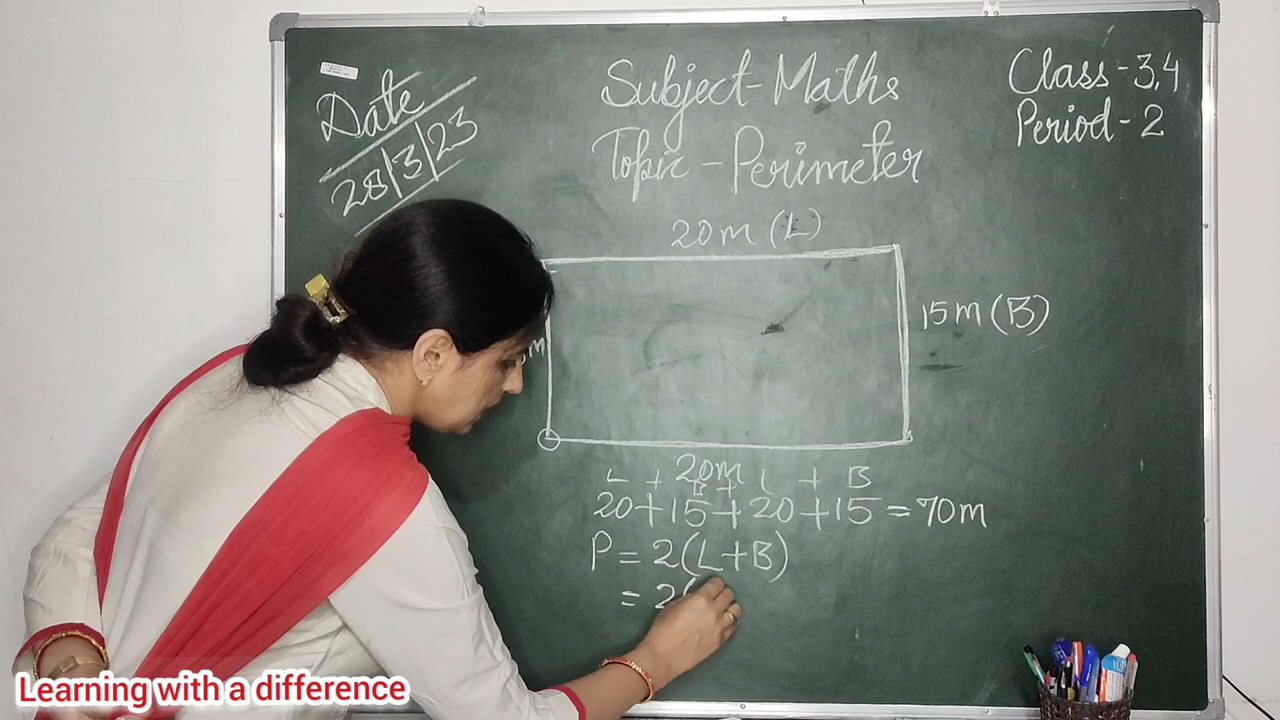 Date
28/3/23
Subject-Maths
Topic-Perimeter
Class-3,4
Period-2
20m (L)
15m (B)
m
20m
L + B + L + B
20+15+20+15=70m
P = 2(L+B)
= 2(
Learning with a difference